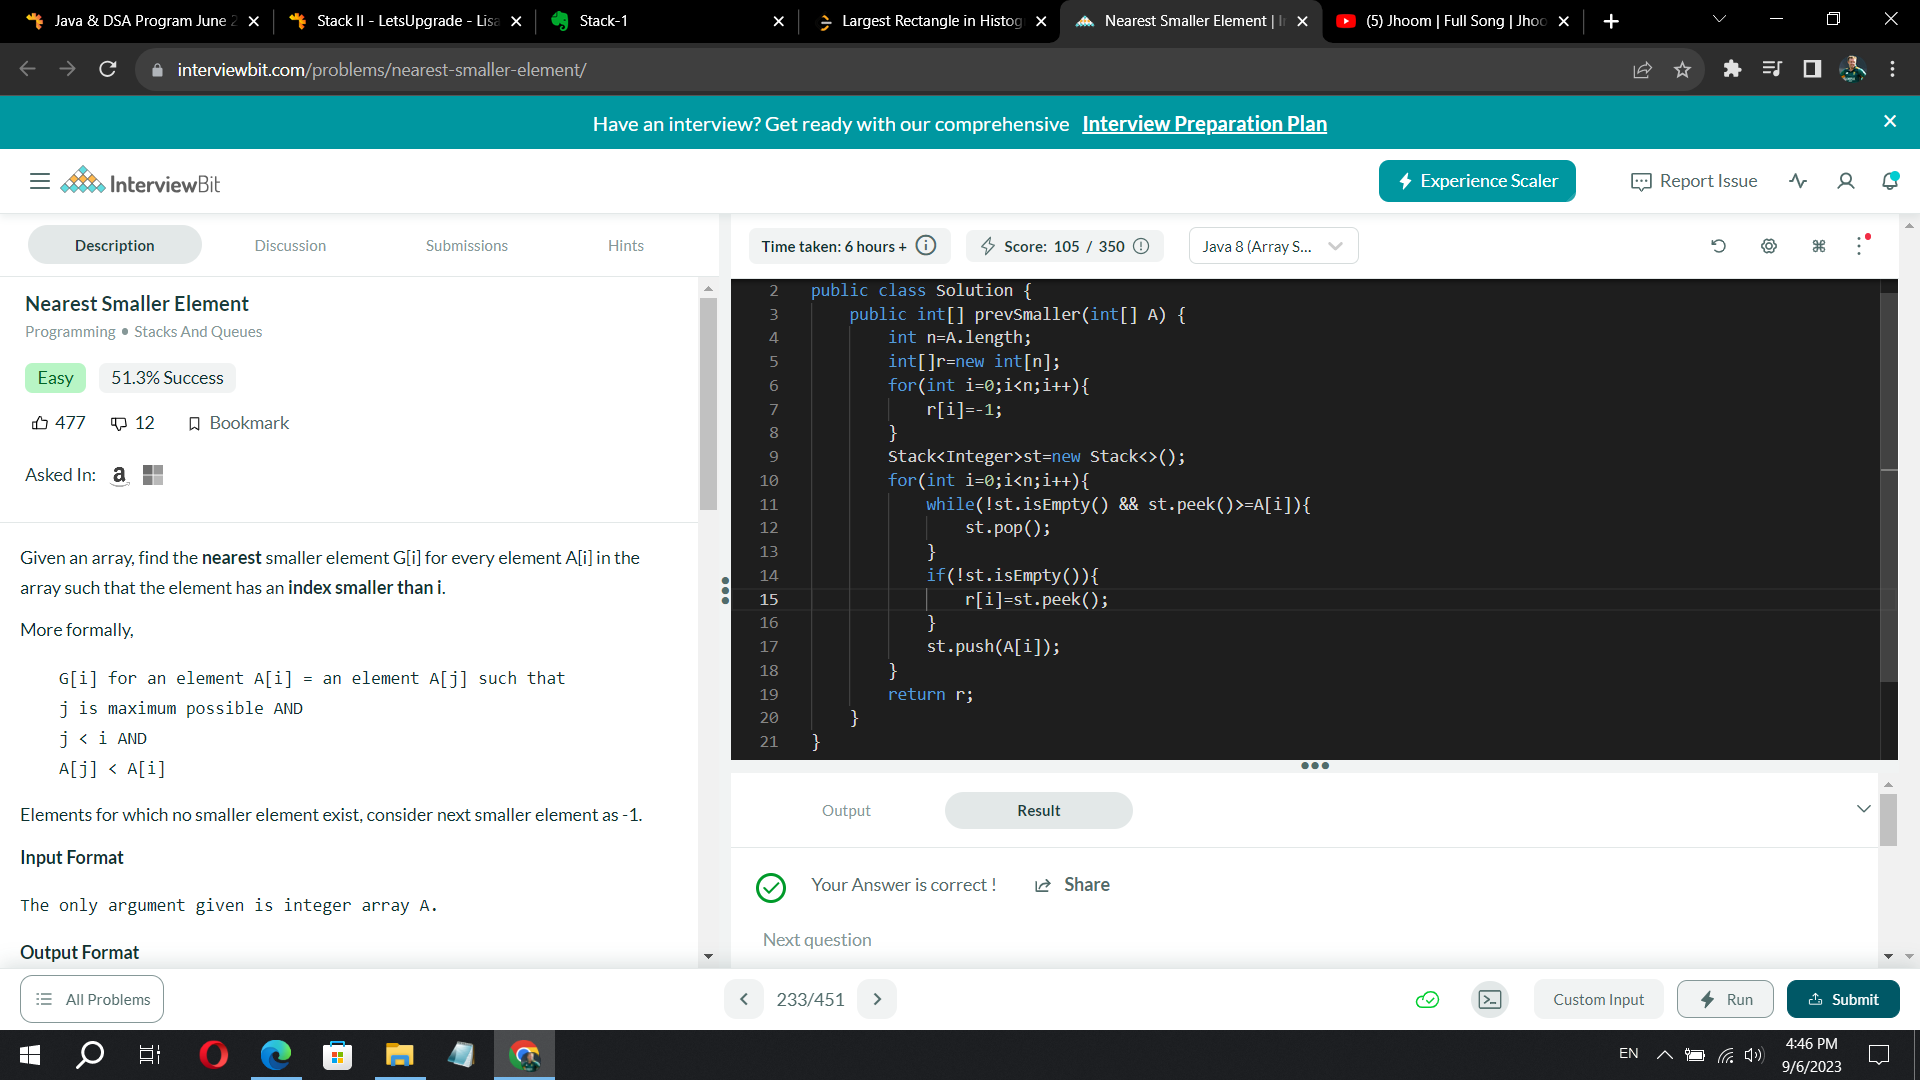 Java & DSA Program June 2
Stack II - LetsUpgrade - Lisa
Stack-1
Largest Rectangle in Histog
Nearest Smaller Element | I
(5) Jhoom | Full Song | Jhoo
interviewbit.com/problems/nearest-smaller-element/
Have an interview? Get ready with our comprehensive Interview Preparation Plan
InterviewBit
Experience Scaler
Report Issue
Description
Discussion
Submissions
Hints
Time taken: 6 hours +
Score: 105 / 350
Java 8 (Array S...
Nearest Smaller Element
Programming • Stacks And Queues
Easy
51.3% Success
477
12
Bookmark
Asked In:
Given an array, find the nearest smaller element G[i] for every element A[i] in the
array such that the element has an index smaller than i.
More formally,
G[i] for an element A[i] = an element A[j] such that
j is maximum possible AND
j < i AND
A[j] < A[i]
Elements for which no smaller element exist, consider next smaller element as -1.
Input Format
The only argument given is integer array A.
Output Format
2 public class Solution {
3 public int[] prevSmaller(int[] A) {
4 int n=A.length;
5 int[]r=new int[n];
6 for(int i=0;i<n;i++){
7 r[i]=-1;
8 }
9 Stack<Integer>st=new Stack<>();
10 for(int i=0;i<n;i++){
11 while(!st.isEmpty() && st.peek()>=A[i]){
12 st.pop();
13 }
14 if(!st.isEmpty()){
15 r[i]=st.peek();
16 }
17 st.push(A[i]);
18 }
19 return r;
20 }
21 }
Output
Result
Your Answer is correct !
Share
Next question
All Problems
233/451
Custom Input
Run
Submit
EN
4:46 PM
9/6/2023